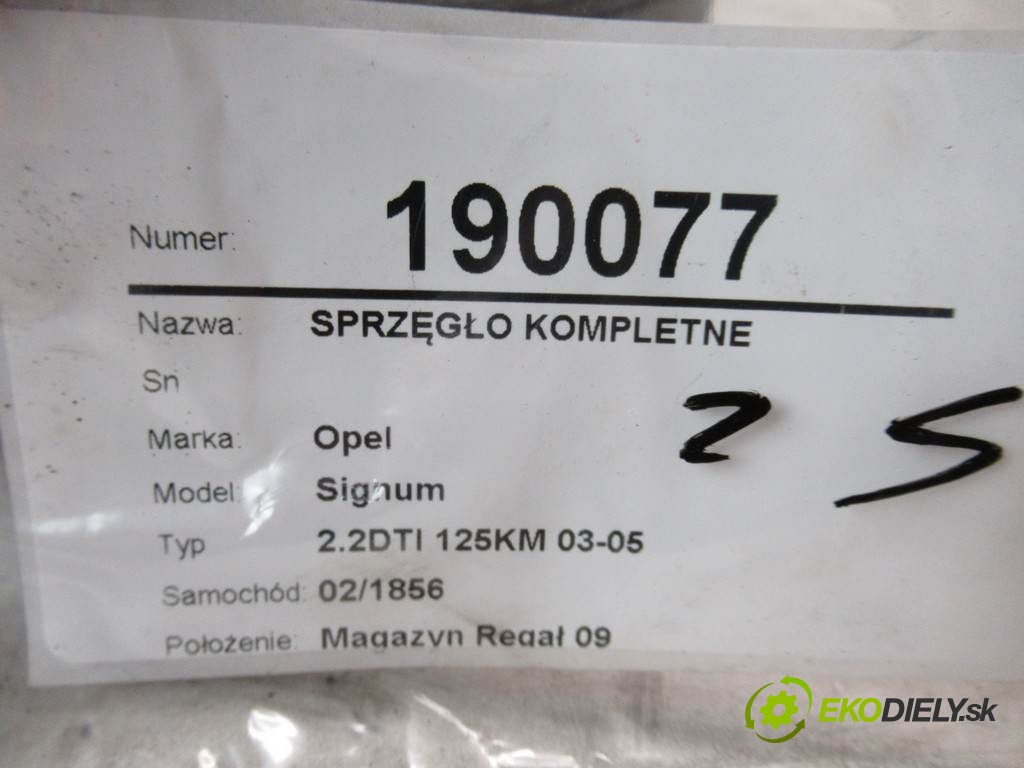 Numer: 190077
Nazwa: SPRZĘGŁO KOMPLETNE
Sn
Marka: Opel
2 5
Model: Signum
Typ 2.2DTI 125KM 03-05
Samochód: 02/1856
Położenie: Magazyn Regał 09
EKODIELY.sk